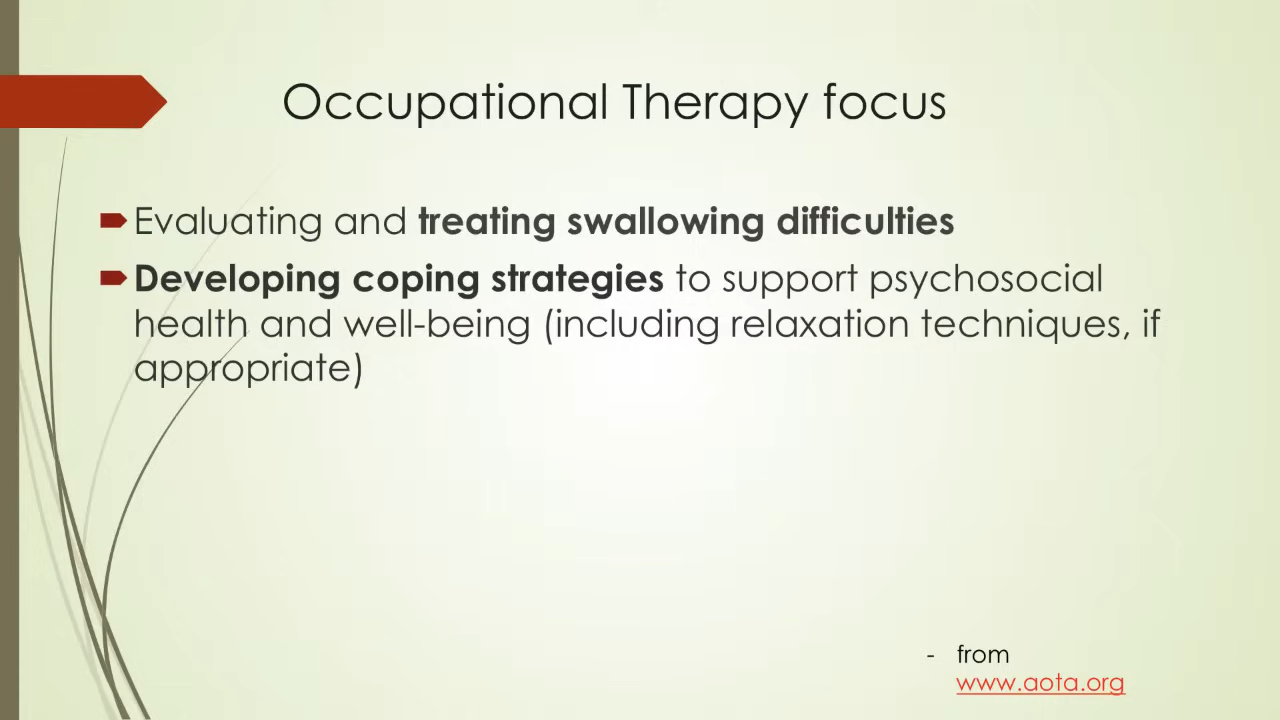 Occupational Therapy focus
Evaluating and treating swallowing difficulties
Developing coping strategies to support psychosocial
health and well-being (including relaxation techniques, if
appropriate)
- from
www.aota.org